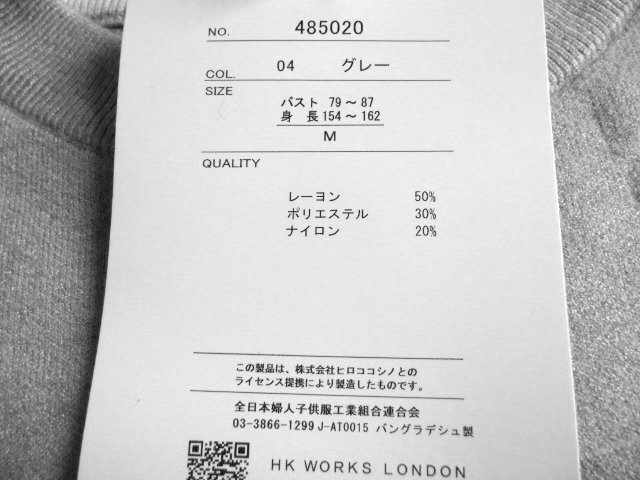 NO. 485020
COL. 04 グレー
SIZE
バスト 79～87
身 長 154～162
M
QUALITY
レーヨン 50%
ポリエステル 30%
ナイロン 20%
この製品は、株式会社ヒロココシノとの
ライセンス提携により製造したものです。
全日本婦人子供服工業組合連合会
03-3866-1299 J-AT0015 バングラデシュ製
HK WORKS LONDON